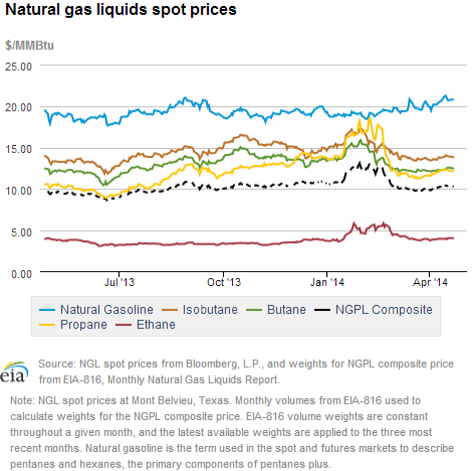 Natural gas liquids spot prices
$/MMBtu
25.00
20.00
15.00
10.00
5.00
0.00
Jul '13 Oct '13 Jan '14 Apr '14
Natural Gasoline Isobutane Butane NGPL Composite
Propane Ethane
eia
Source: NGL spot prices from Bloomberg, L.P., and weights for NGPL composite price
from EIA-816, Monthly Natural Gas Liquids Report.
Note: NGL spot prices at Mont Belvieu, Texas. Monthly volumes from EIA-816 used to
calculate weights for the NGPL composite price. EIA-816 volume weights are constant
throughout a given month, and the latest available weights are applied to the three most
recent months. Natural gasoline is the term used in the spot and futures markets to describe
pentanes and hexanes, the primary components of pentanes plus.